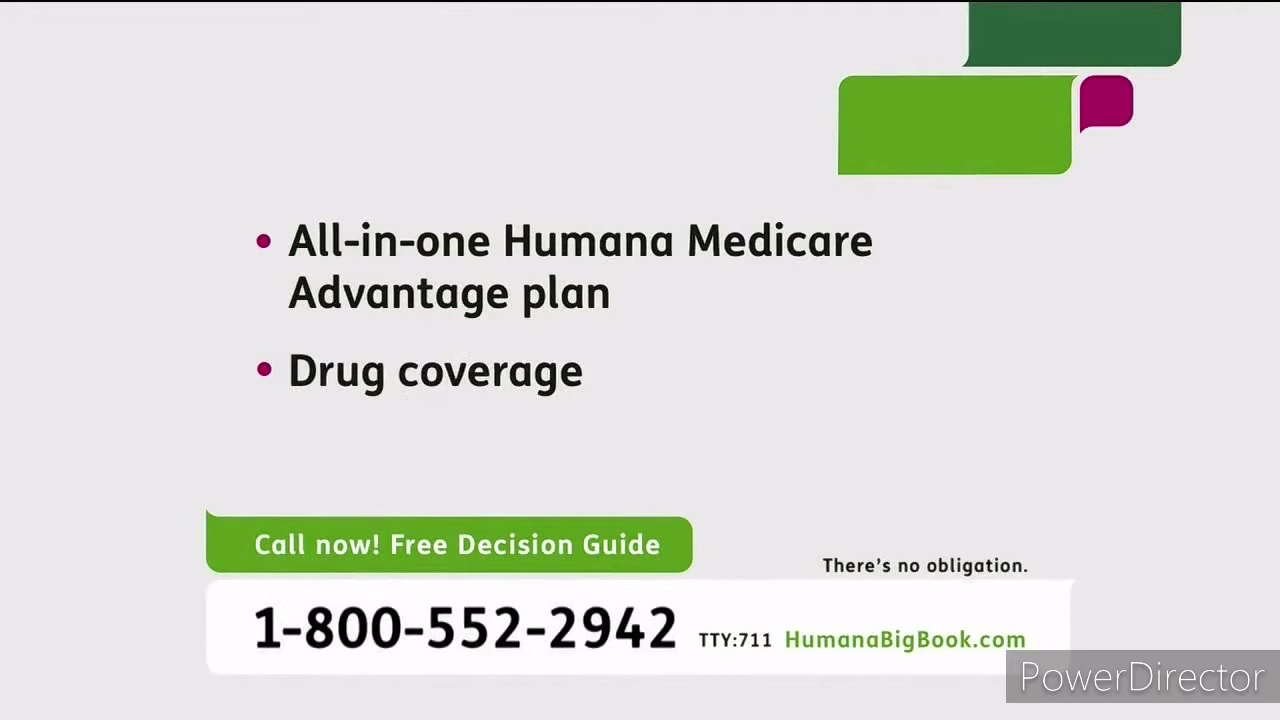 • All-in-one Humana Medicare
Advantage plan
• Drug coverage
Call now! Free Decision Guide
There's no obligation.
1-800-552-2942 TTY:711 HumanaBigBook.com
PowerDirector